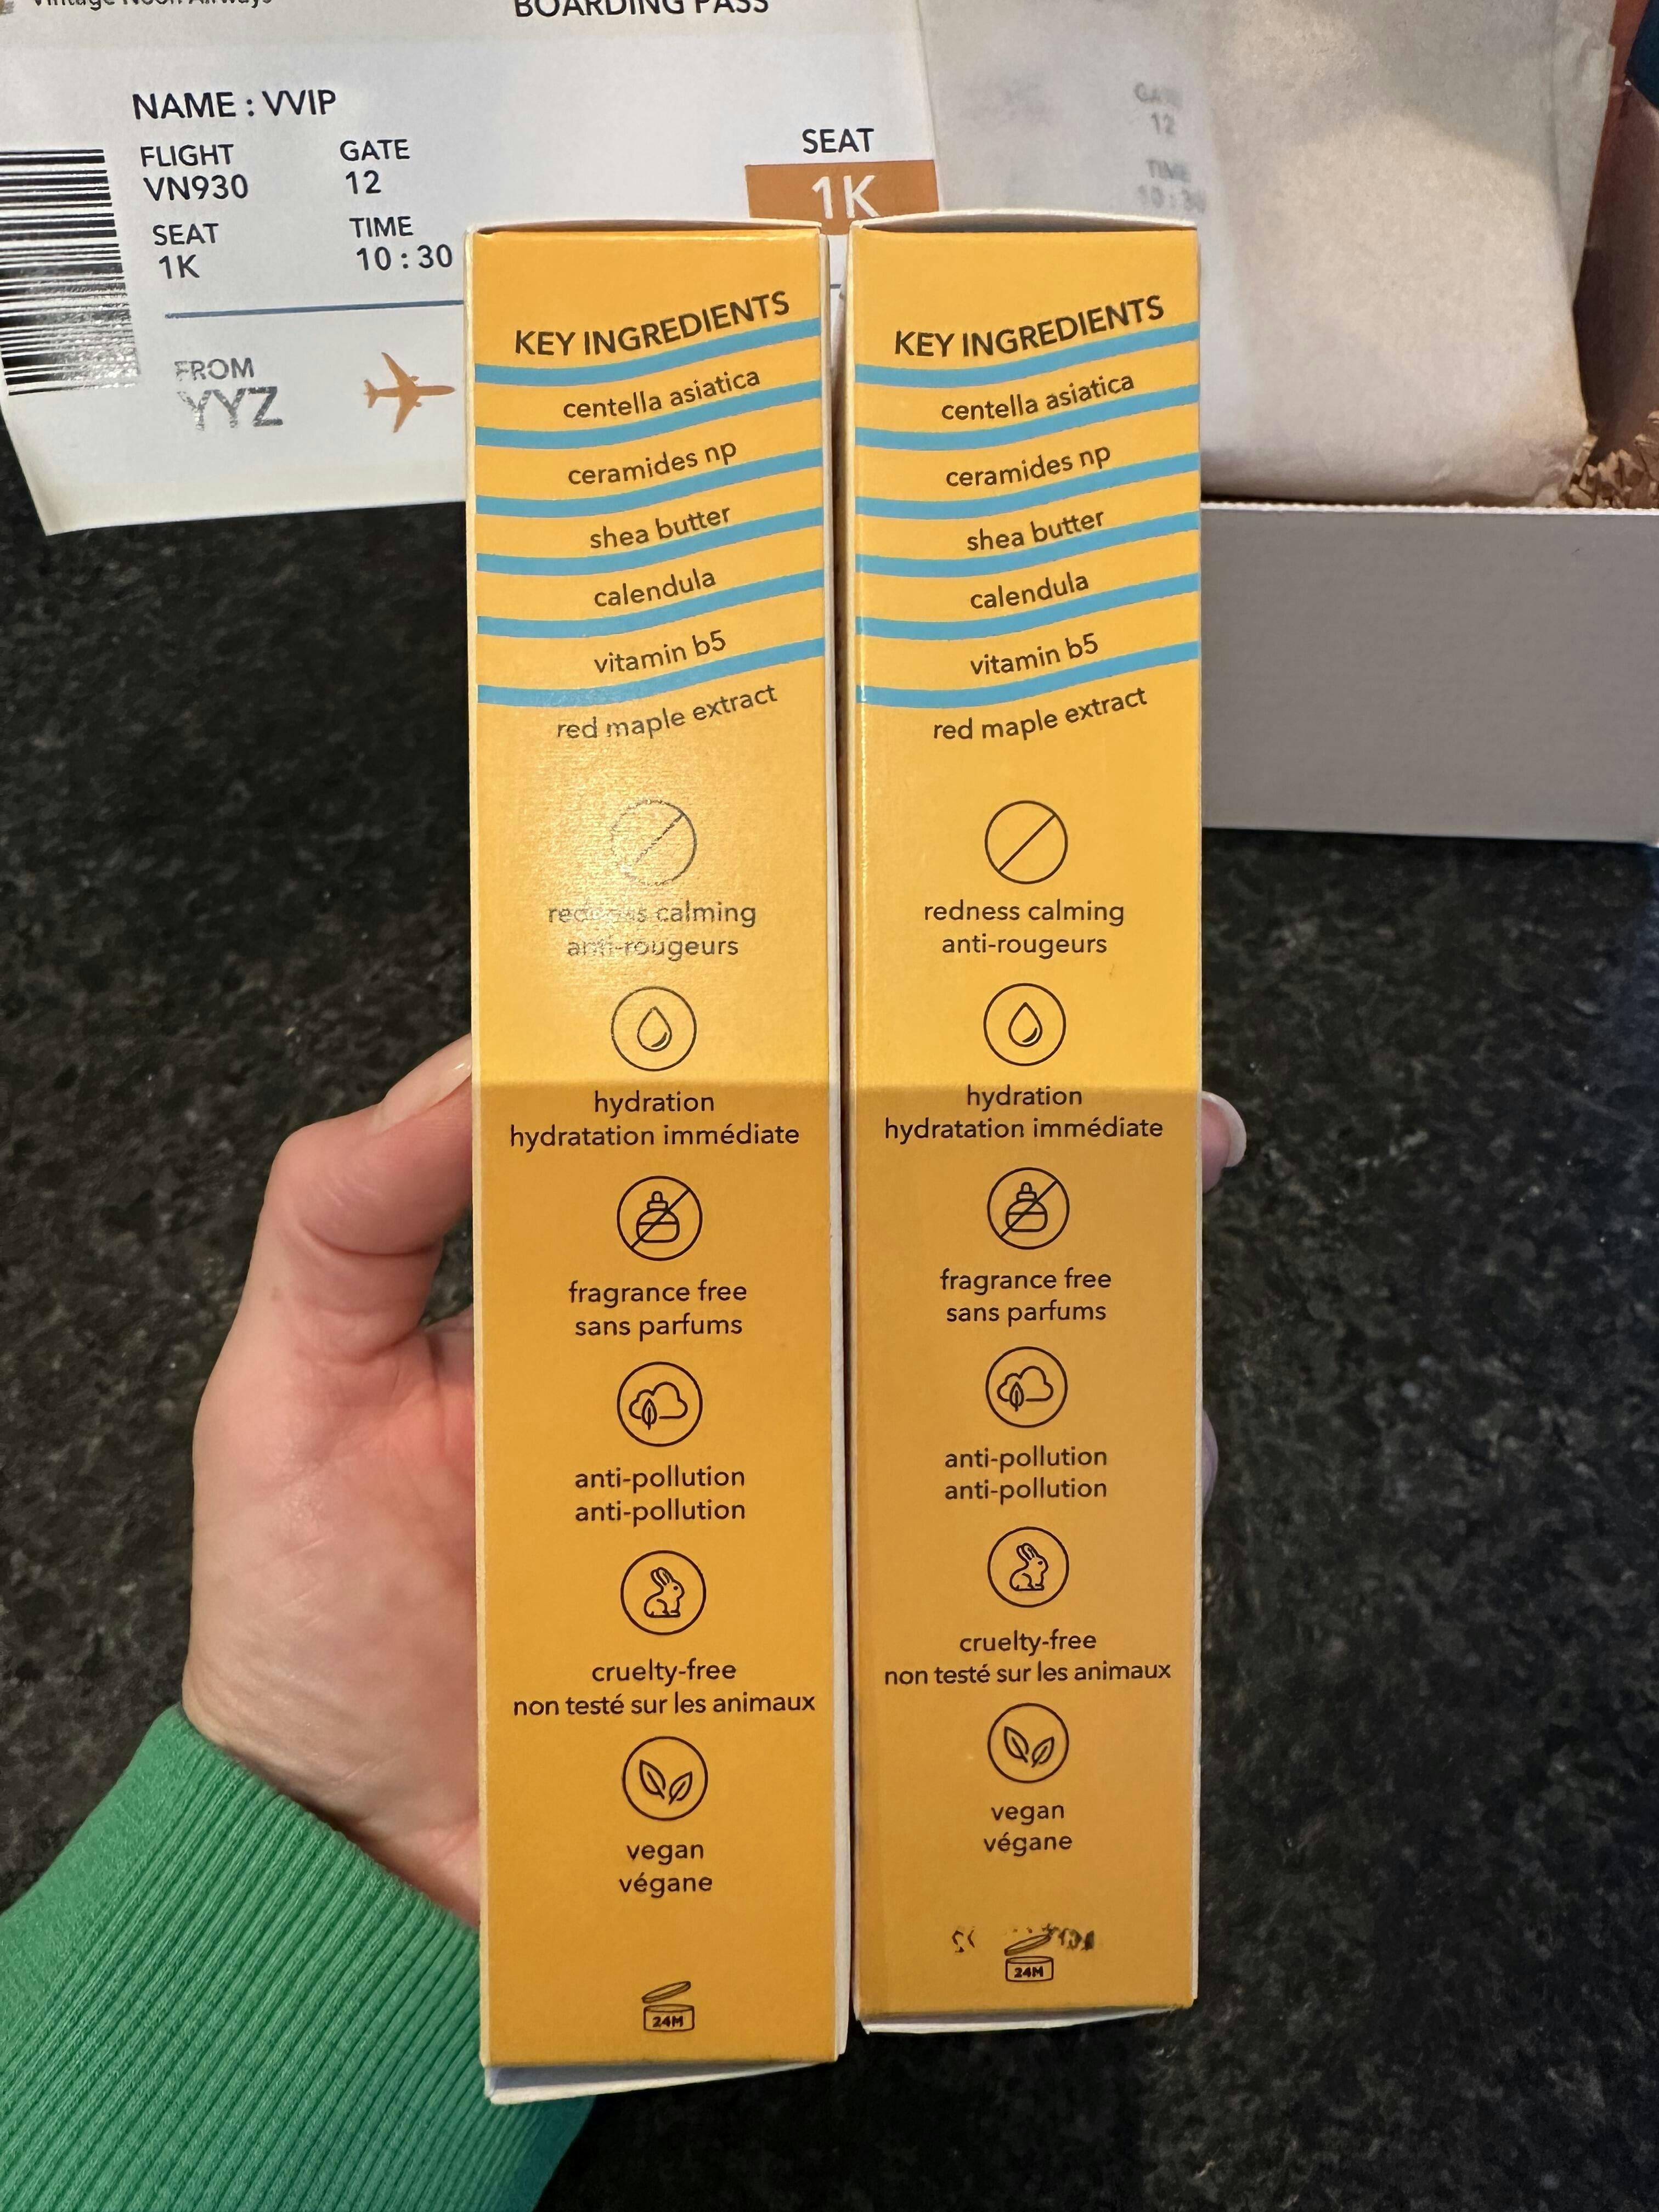 BOARDING PASS
NAME : VVIP
FLIGHT
VN930
GATE
12
SEAT
1K
TIME
10 : 30
SEAT
1K
FROM
YYZ
GATE
12
TIME
10:30
KEY INGREDIENTS
centella asiatica
ceramides np
shea butter
calendula
vitamin b5
red maple extract
redness calming
anti-rougeurs
hydration
hydratation immédiate
fragrance free
sans parfums
anti-pollution
anti-pollution
cruelty-free
non testé sur les animaux
vegan
végane
24M
KEY INGREDIENTS
centella asiatica
ceramides np
shea butter
calendula
vitamin b5
red maple extract
redness calming
anti-rougeurs
hydration
hydratation immédiate
fragrance free
sans parfums
anti-pollution
anti-pollution
cruelty-free
non testé sur les animaux
vegan
végane
24M